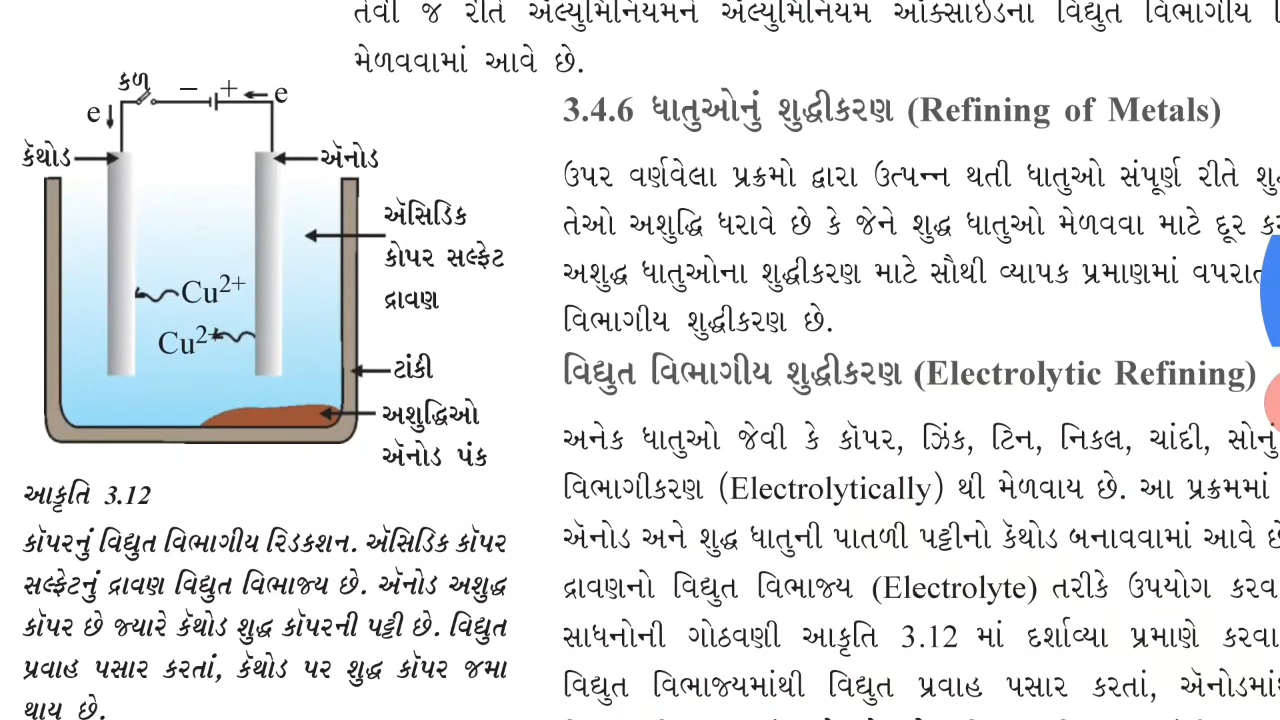 તેવી જ રીતે ઍલ્યુમિનિયમને ઍલ્યુમિનિયમ ઑક્સાઇડના વિદ્યુત વિભાગીય
મેળવવામાં આવે છે.
કળ
e
– + e
કૅથોડ
ઍનોડ
ઍસિડિક
કોપર સલ્ફેટ
દ્રાવણ
Cu2+
Cu2+
ટાંકી
અશુદ્ધિઓ
ઍનોડ પંક
આકૃતિ 3.12
કૉપરનું વિદ્યુત વિભાગીય રિડકશન. ઍસિડિક કૉપર
સલ્ફેટનું દ્રાવણ વિદ્યુત વિભાજ્ય છે. ઍનોડ અશુદ્ધ
કૉપર છે જ્યારે કૅથોડ શુદ્ધ કૉપરની પટ્ટી છે. વિદ્યુત
પ્રવાહ પસાર કરતાં, કૅથોડ પર શુદ્ધ કૉપર જમા
થાય છે.
3.4.6 ધાતુઓનું શુદ્ધીકરણ (Refining of Metals)
ઉપર વર્ણવેલા પ્રક્રમો દ્વારા ઉત્પન્ન થતી ધાતુઓ સંપૂર્ણ રીતે
તેઓ અશુદ્ધિ ધરાવે છે કે જેને શુદ્ધ ધાતુઓ મેળવવા માટે દૂર
અશુદ્ધ ધાતુઓના શુદ્ધીકરણ માટે સૌથી વ્યાપક પ્રમાણમાં
વિભાગીય શુદ્ધીકરણ છે.
વિદ્યુત વિભાગીય શુદ્ધીકરણ (Electrolytic Refining)
અનેક ધાતુઓ જેવી કે કૉપર, ઝિંક, ટિન, નિકલ, ચાંદી, સોનું
વિભાગીકરણ (Electrolytically) થી મેળવાય છે. આ પ્રક્રમમાં
ઍનોડ અને શુદ્ધ ધાતુની પાતળી પટ્ટીનો કૅથોડ બનાવવામાં આવે
દ્રાવણનો વિદ્યુત વિભાજ્ય (Electrolyte) તરીકે ઉપયોગ
સાધનોની ગોઠવણી આકૃતિ 3.12 માં દર્શાવ્યા પ્રમાણે
વિદ્યુત વિભાજ્યમાંથી વિદ્યુત પ્રવાહ પસાર કરતાં,